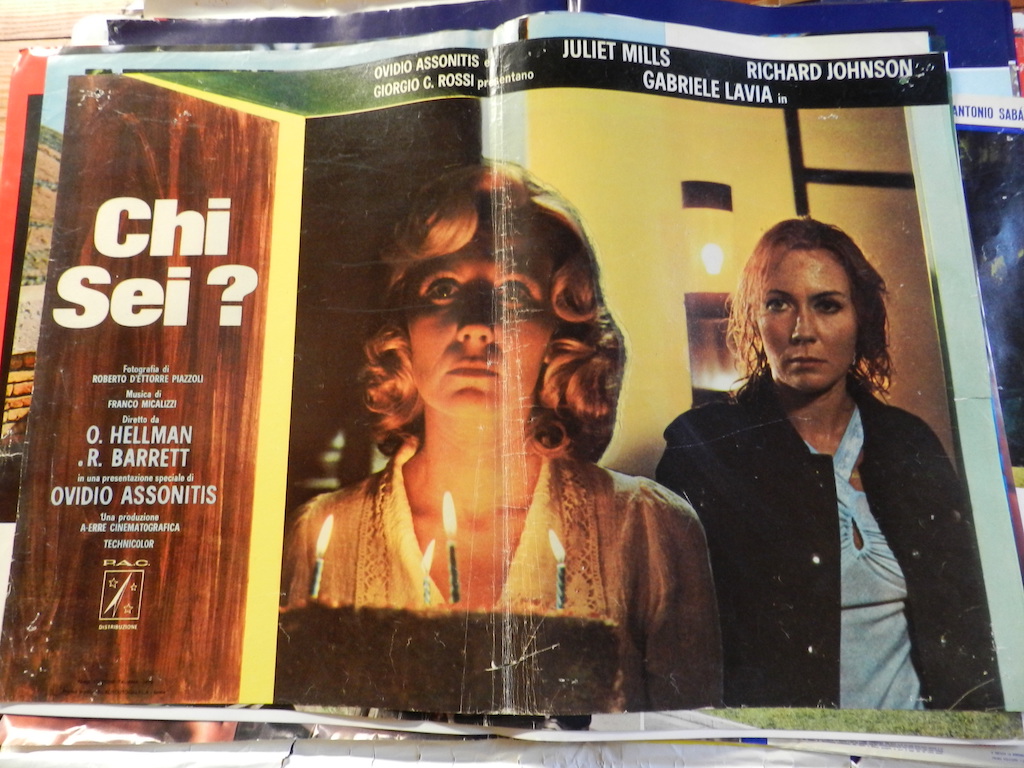 OVIDIO ASSONITIS e
GIORGIO C. ROSSI presentano
JULIET MILLS
GABRIELE LAVIA in
RICHARD JOHNSON
Chi
Sei ?
Fotografia di
ROBERTO D'ETTORRE PIAZZOLI
Musica di
FRANCO MICALIZZI
Diretto da
O. HELLMAN
e R. BARRETT
in una presentazione speciale di
OVIDIO ASSONITIS
Una produzione
A-ERRE CINEMATOGRAFICA
TECHNICOLOR
P.A.C.
DISTRIBUZIONE
ANTONIO SABÀ